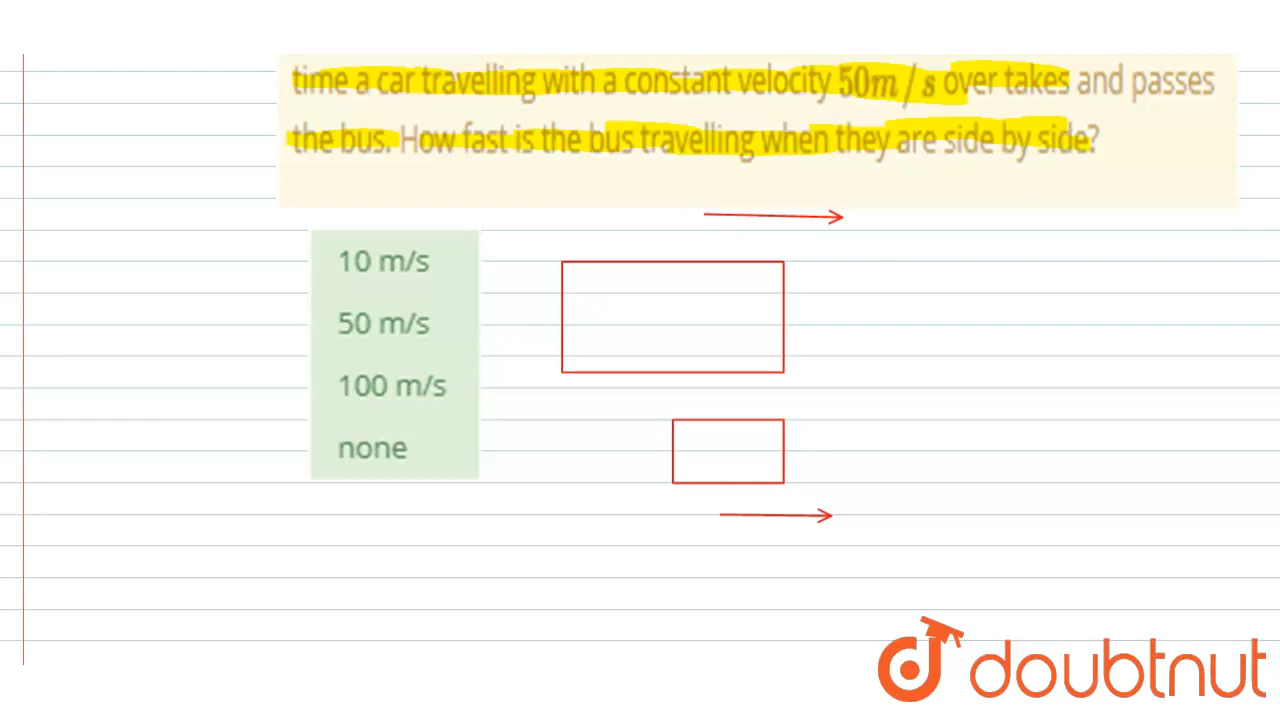 time a car travelling with a constant velocity 50m/s over takes and passes
the bus. How fast is the bus travelling when they are side by side?
10 m/s
50 m/s
100 m/s
none
doubtnut